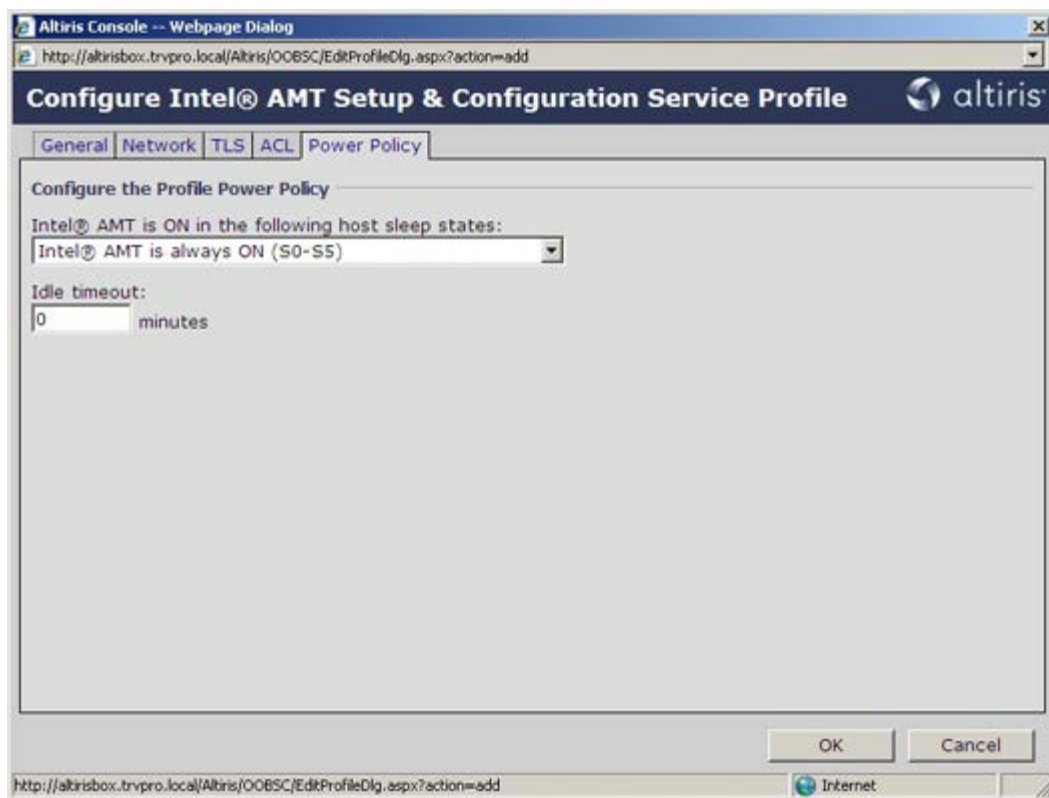 Altiris Console -- Webpage Dialog
http://altirisbox.trvpro.local/Altiris/OOBSC/EditProfileDlg.aspx?action=add
Configure Intel® AMT Setup & Configuration Service Profile
altiris
General Network TLS ACL Power Policy
Configure the Profile Power Policy
Intel® AMT is ON in the following host sleep states:
Intel® AMT is always ON (S0-S5)
Idle timeout:
0 minutes
OK Cancel
http://altirisbox.trvpro.local/Altiris/OOBSC/EditProfileDlg.aspx?action=add Internet